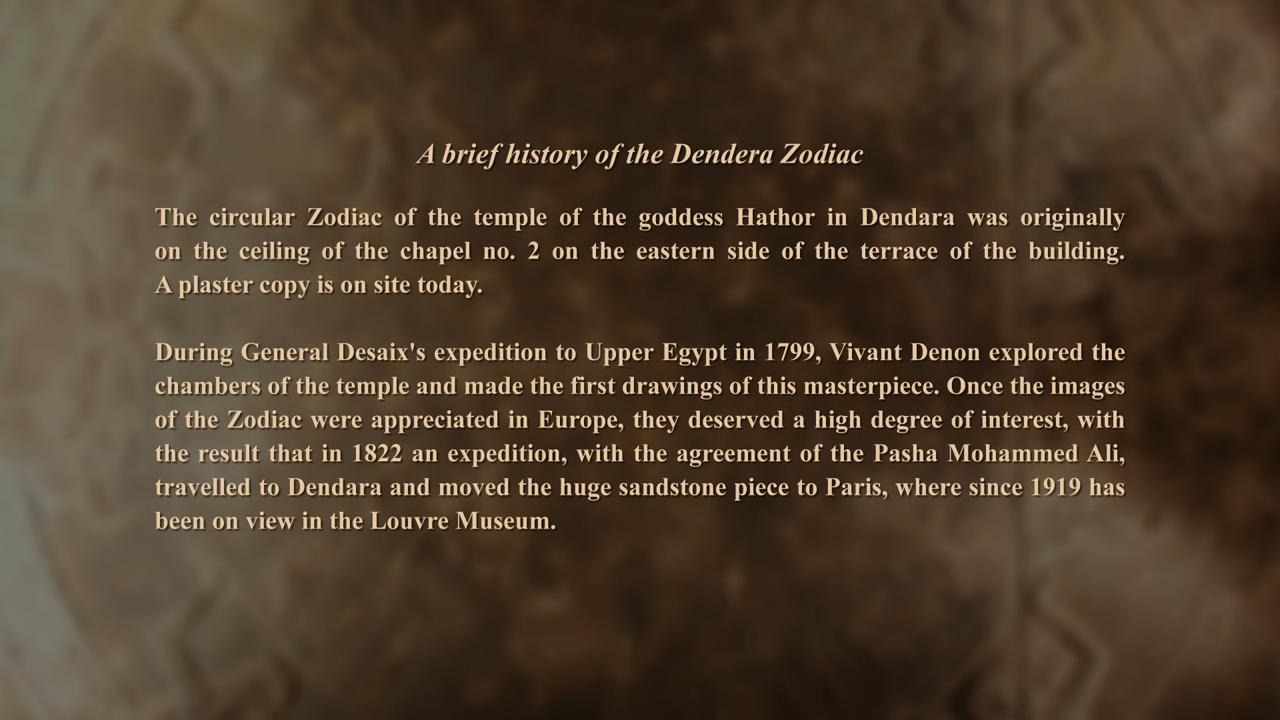 A brief history of the Dendera Zodiac
The circular Zodiac of the temple of the goddess Hathor in Dendara was originally
on the ceiling of the chapel no. 2 on the eastern side of the terrace of the building.
A plaster copy is on site today.
During General Desaix's expedition to Upper Egypt in 1799, Vivant Denon explored the
chambers of the temple and made the first drawings of this masterpiece. Once the images
of the Zodiac were appreciated in Europe, they deserved a high degree of interest, with
the result that in 1822 an expedition, with the agreement of the Pasha Mohammed Ali,
travelled to Dendara and moved the huge sandstone piece to Paris, where since 1919 has
been on view in the Louvre Museum.